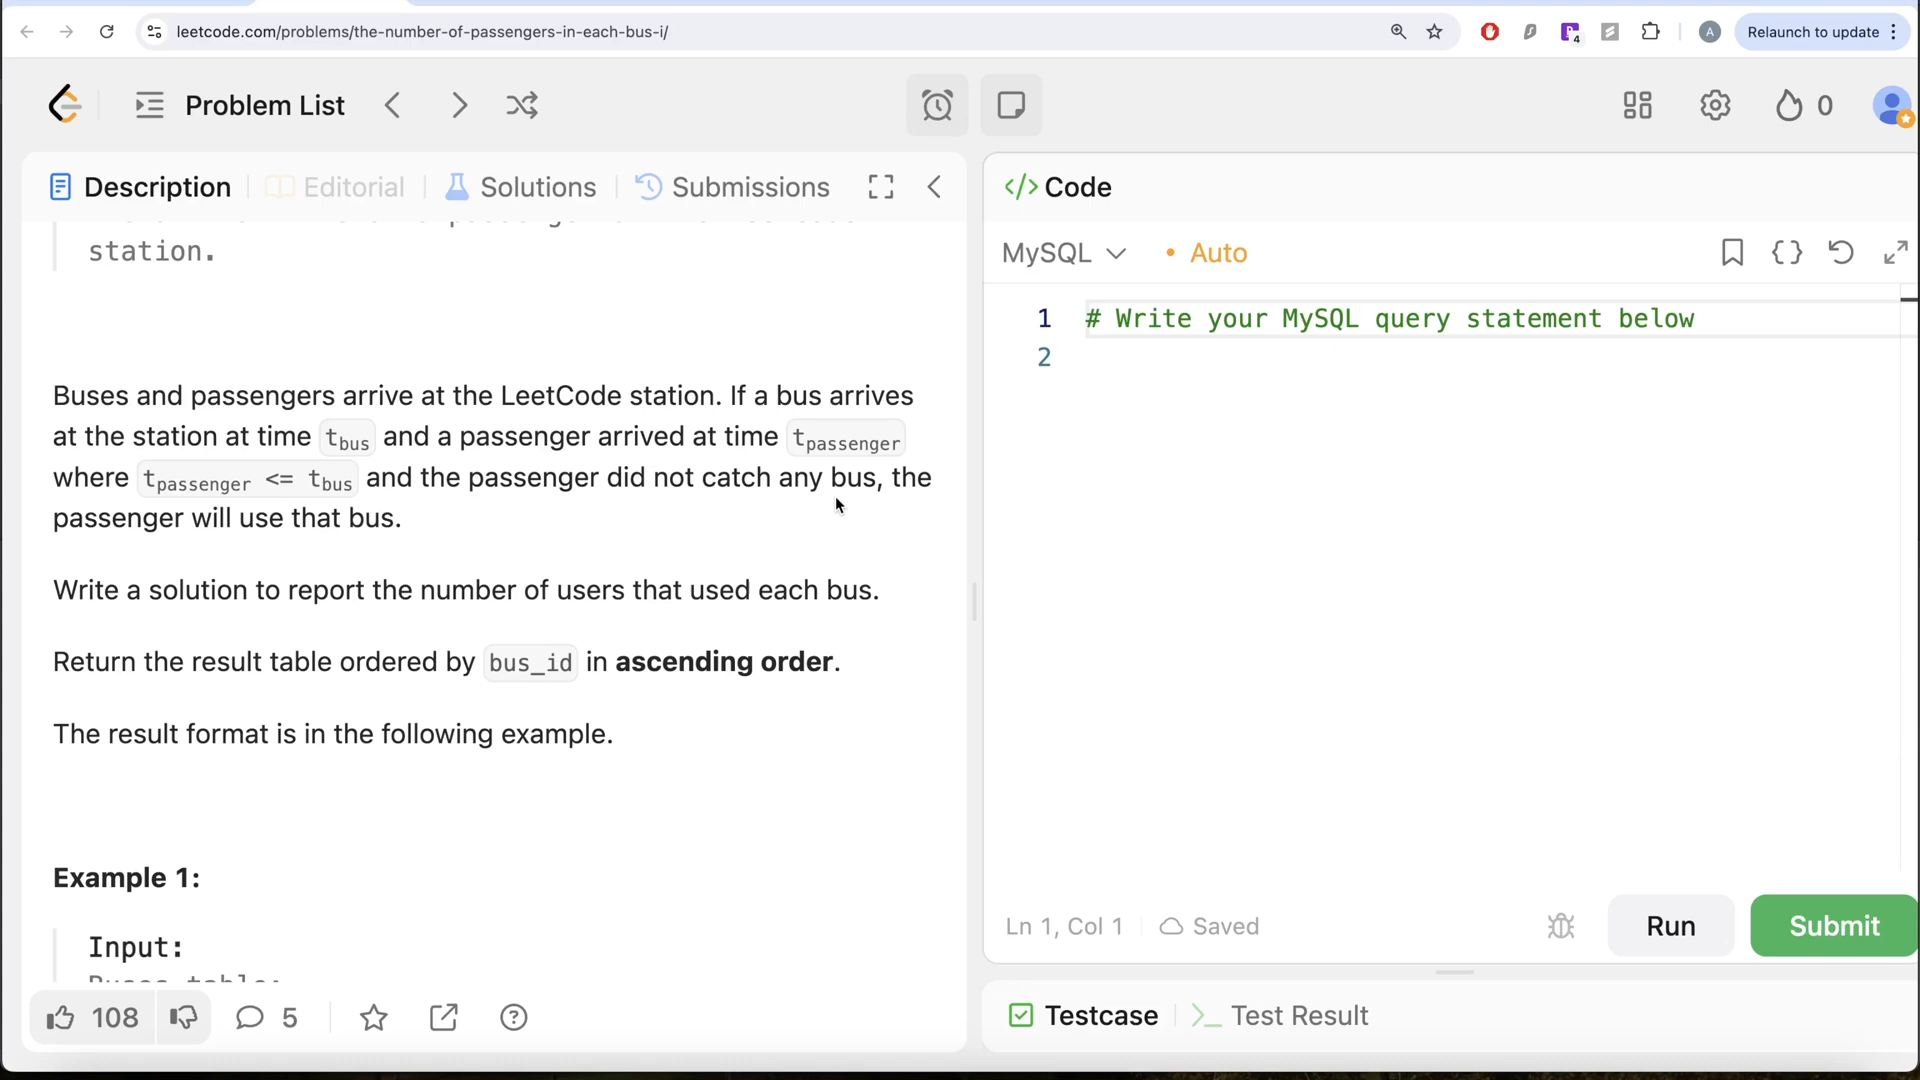 leetcode.com/problems/the-number-of-passengers-in-each-bus-i/
4
A
Relaunch to update
Problem List
0
Description
Editorial
Solutions
Submissions
station.
Buses and passengers arrive at the LeetCode station. If a bus arrives
at the station at time tbus and a passenger arrived at time tpassenger
where tpassenger <= tbus and the passenger did not catch any bus, the
passenger will use that bus.
Write a solution to report the number of users that used each bus.
Return the result table ordered by bus_id in ascending order.
The result format is in the following example.
Example 1:
Input:
Buses table:
108
5
</> Code
MySQL
• Auto
1 # Write your MySQL query statement below
2
Ln 1, Col 1
Saved
Run
Submit
Testcase
Test Result